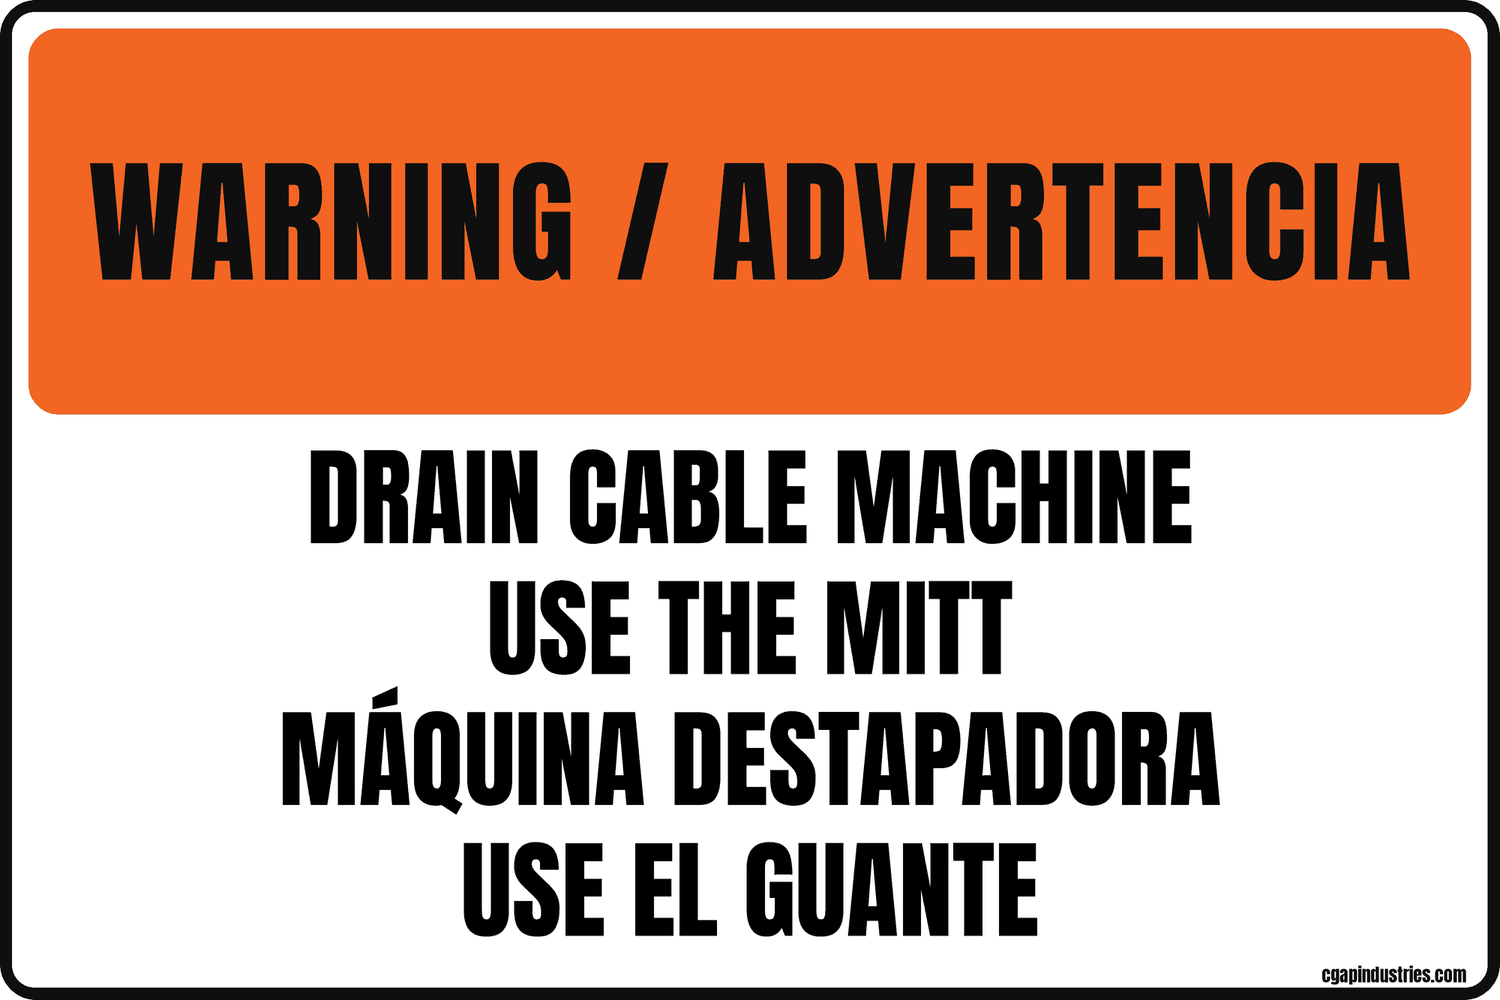 WARNING / ADVERTENCIA
DRAIN CABLE MACHINE
USE THE MITT
MÁQUINA DESTAPADORA
USE EL GUANTE
cgapindustries.com